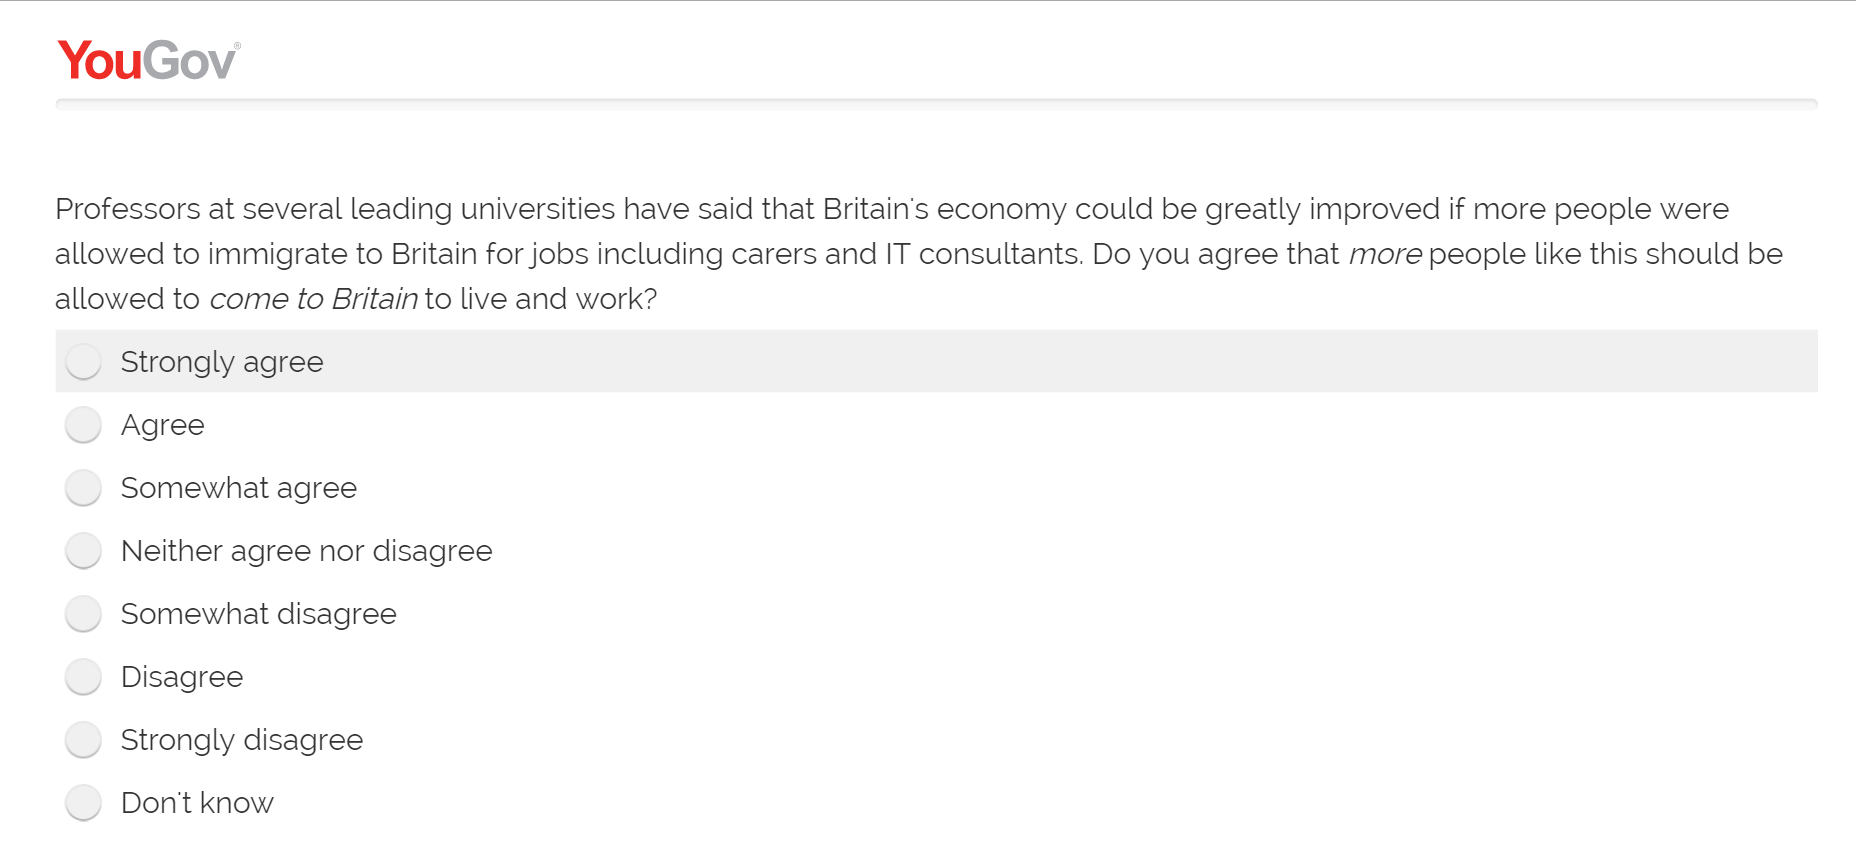 YouGov®
Professors at several leading universities have said that Britain's economy could be greatly improved if more people were
allowed to immigrate to Britain for jobs including carers and IT consultants. Do you agree that more people like this should be
allowed to come to Britain to live and work?
Strongly agree
Agree
Somewhat agree
Neither agree nor disagree
Somewhat disagree
Disagree
Strongly disagree
Don't know